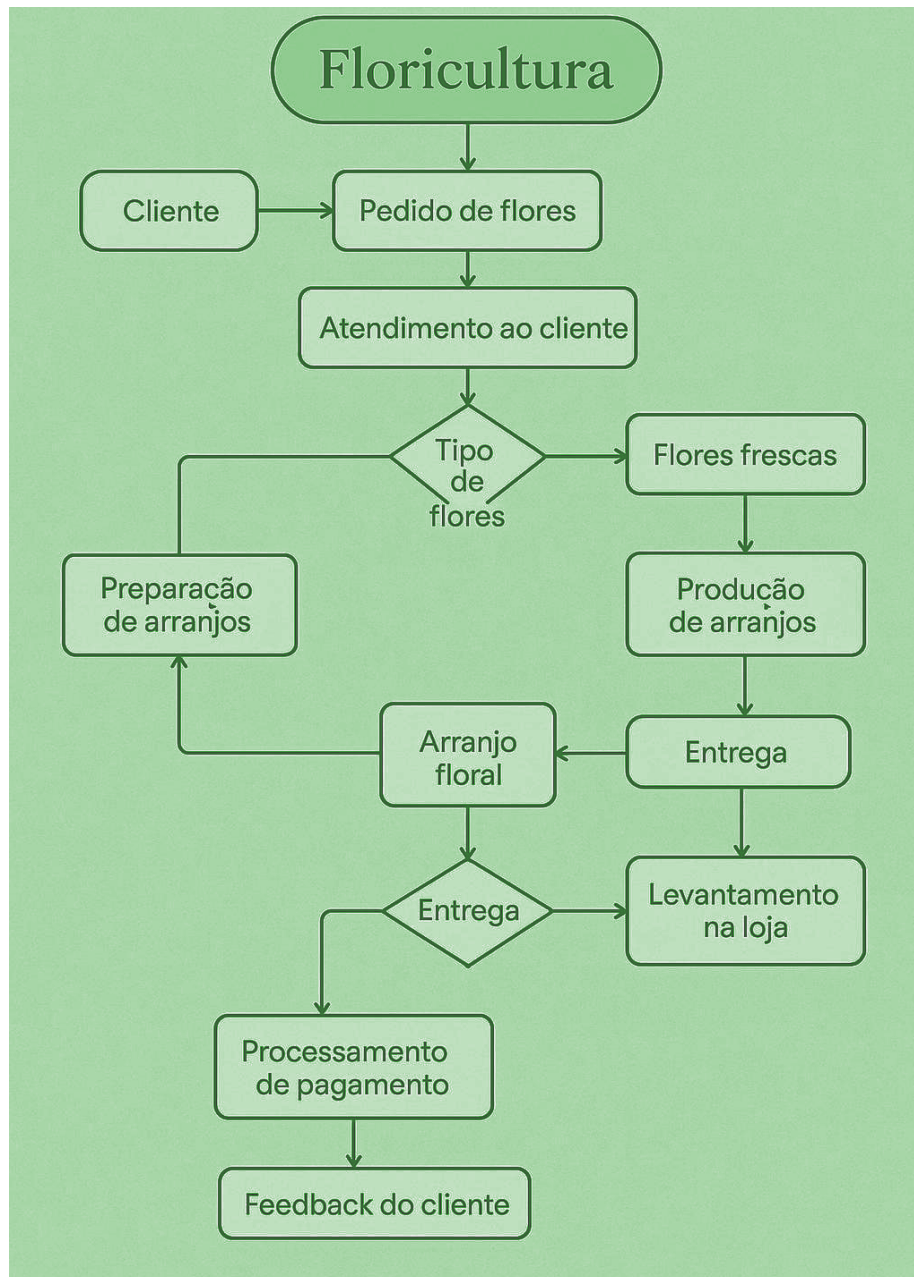 Floricultura
Cliente
Pedido de flores
Atendimento ao cliente
Tipo
de
flores
Flores frescas
Preparação
de arranjos
Produção
de arranjos
Arranjo
floral
Entrega
Entrega
Levantamento
na loja
Processamento
de pagamento
Feedback do cliente